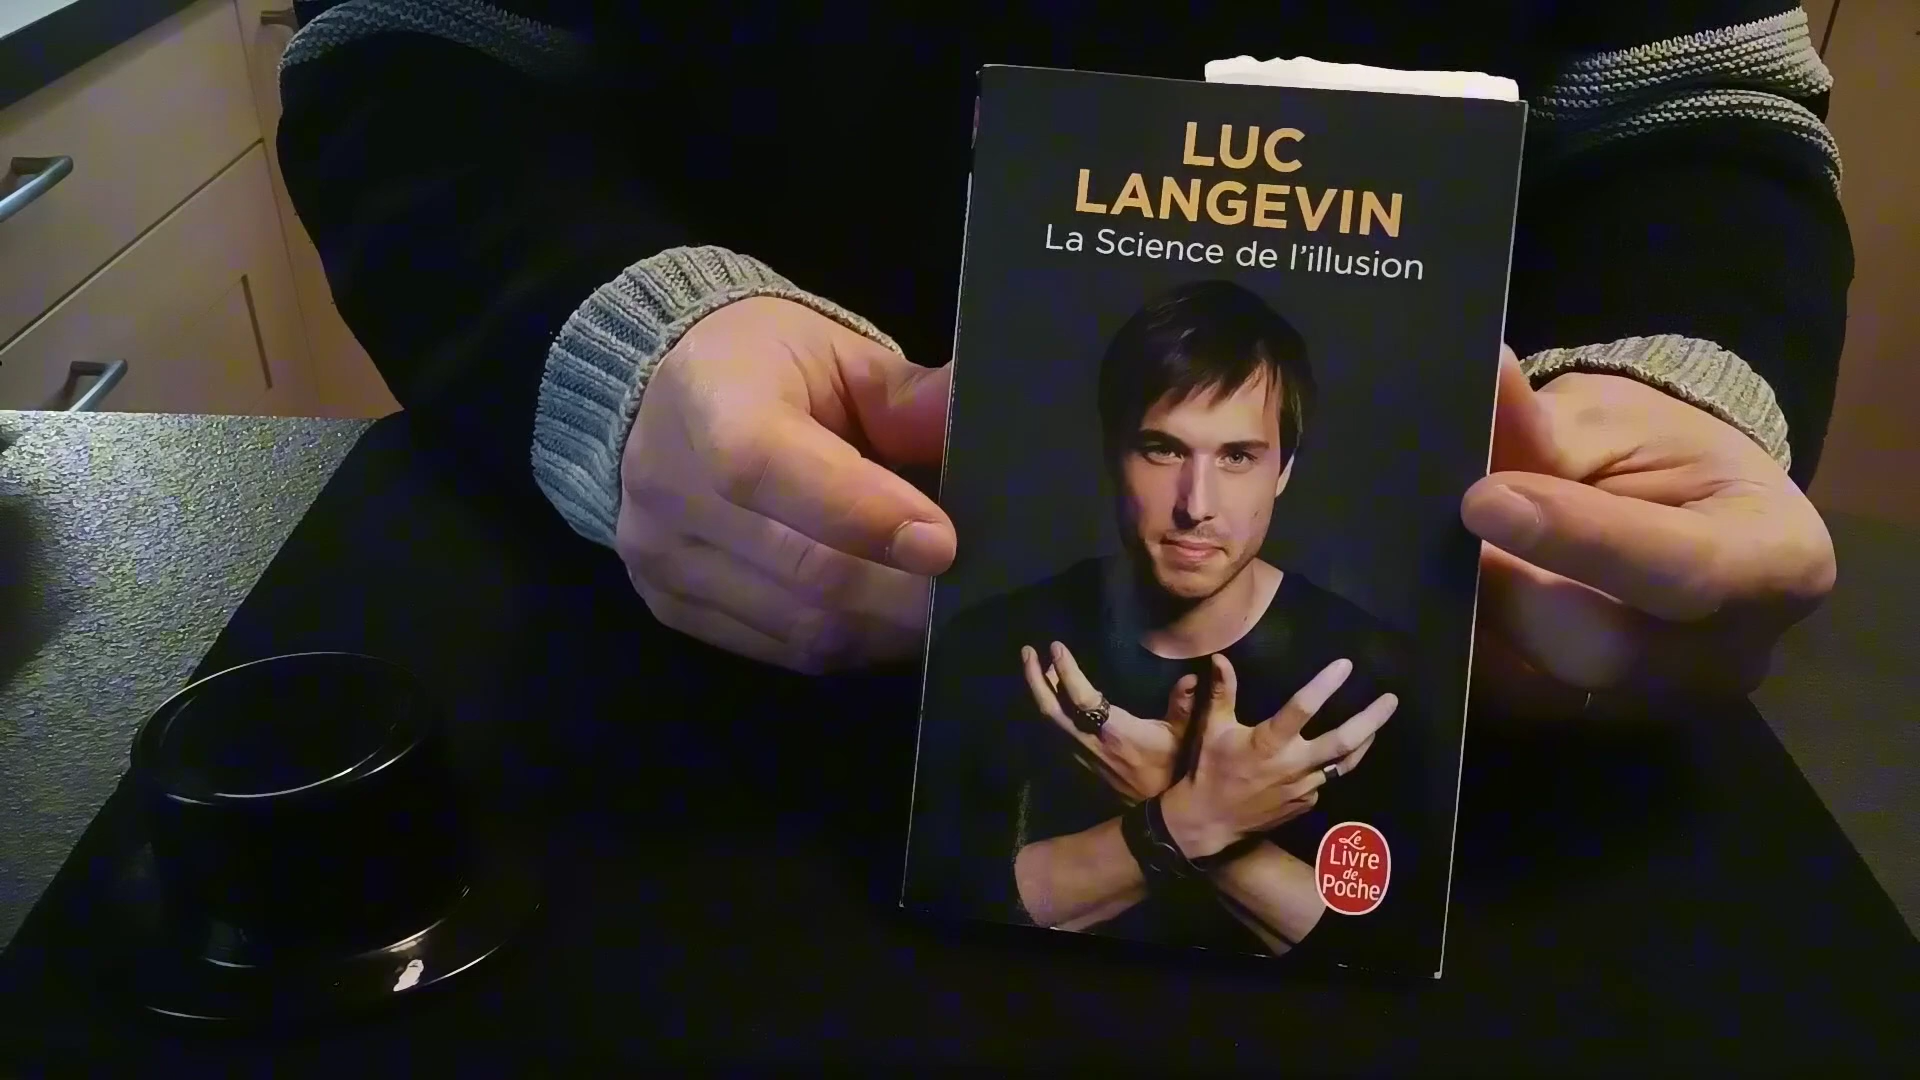 LUC
LANGEVIN
La Science de l'illusion
Le
Livre
de
Poche